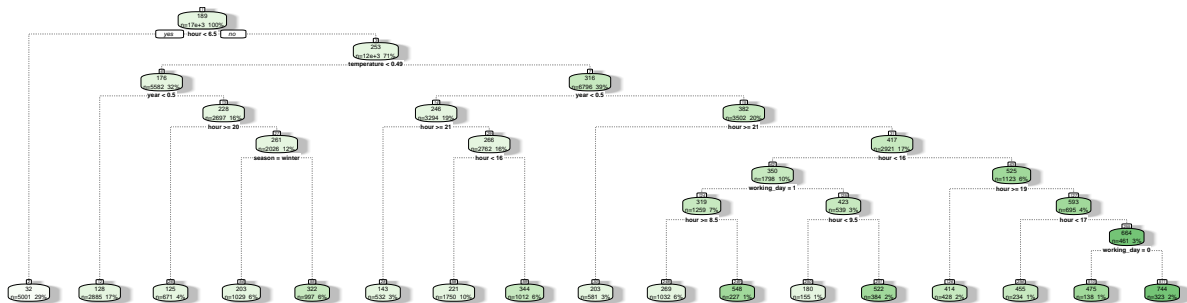 189
n=17e+3 100%
yes hour < 6.5 no
253
n=12e+3 71%
temperature < 0.49
176
n=5582 32%
316
n=6796 39%
year < 0.5
year < 0.5
228
n=2697 16%
246
n=3294 19%
382
n=3502 20%
hour >= 20
hour >= 21
hour >= 21
261
n=2026 12%
266
n=2762 16%
417
n=2921 17%
season = winter
hour < 16
hour < 16
350
n=1798 10%
525
n=1123 6%
working_day = 1
hour >= 19
319
n=1259 7%
423
n=539 3%
593
n=695 4%
hour >= 8.5
hour < 9.5
hour < 17
664
n=461 3%
working_day = 0
32
n=5001 29%
128
n=2885 17%
125
n=671 4%
203
n=1029 6%
322
n=997 6%
143
n=532 3%
221
n=1750 10%
344
n=1012 6%
203
n=581 3%
269
n=1032 6%
548
n=227 1%
180
n=155 1%
522
n=384 2%
414
n=428 2%
455
n=234 1%
475
n=138 1%
744
n=323 2%